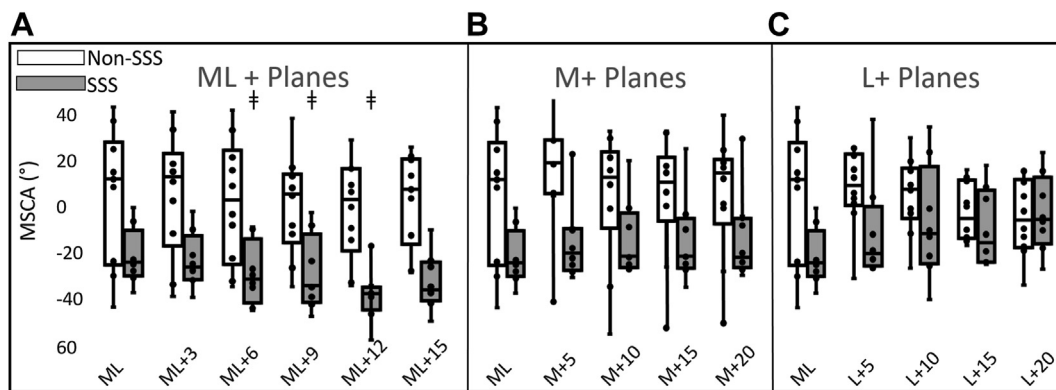 A B C
Non-SSS
SSS
ML + Planes
M+ Planes
L+ Planes
ǂ ǂ ǂ
MSCA (°)
40
20
0
-20
-40
60
ML ML+3 ML+6 ML+9 ML+12 ML+15
ML M+5 M+10 M+15 M+20
ML L+5 L+10 L+15 L+20